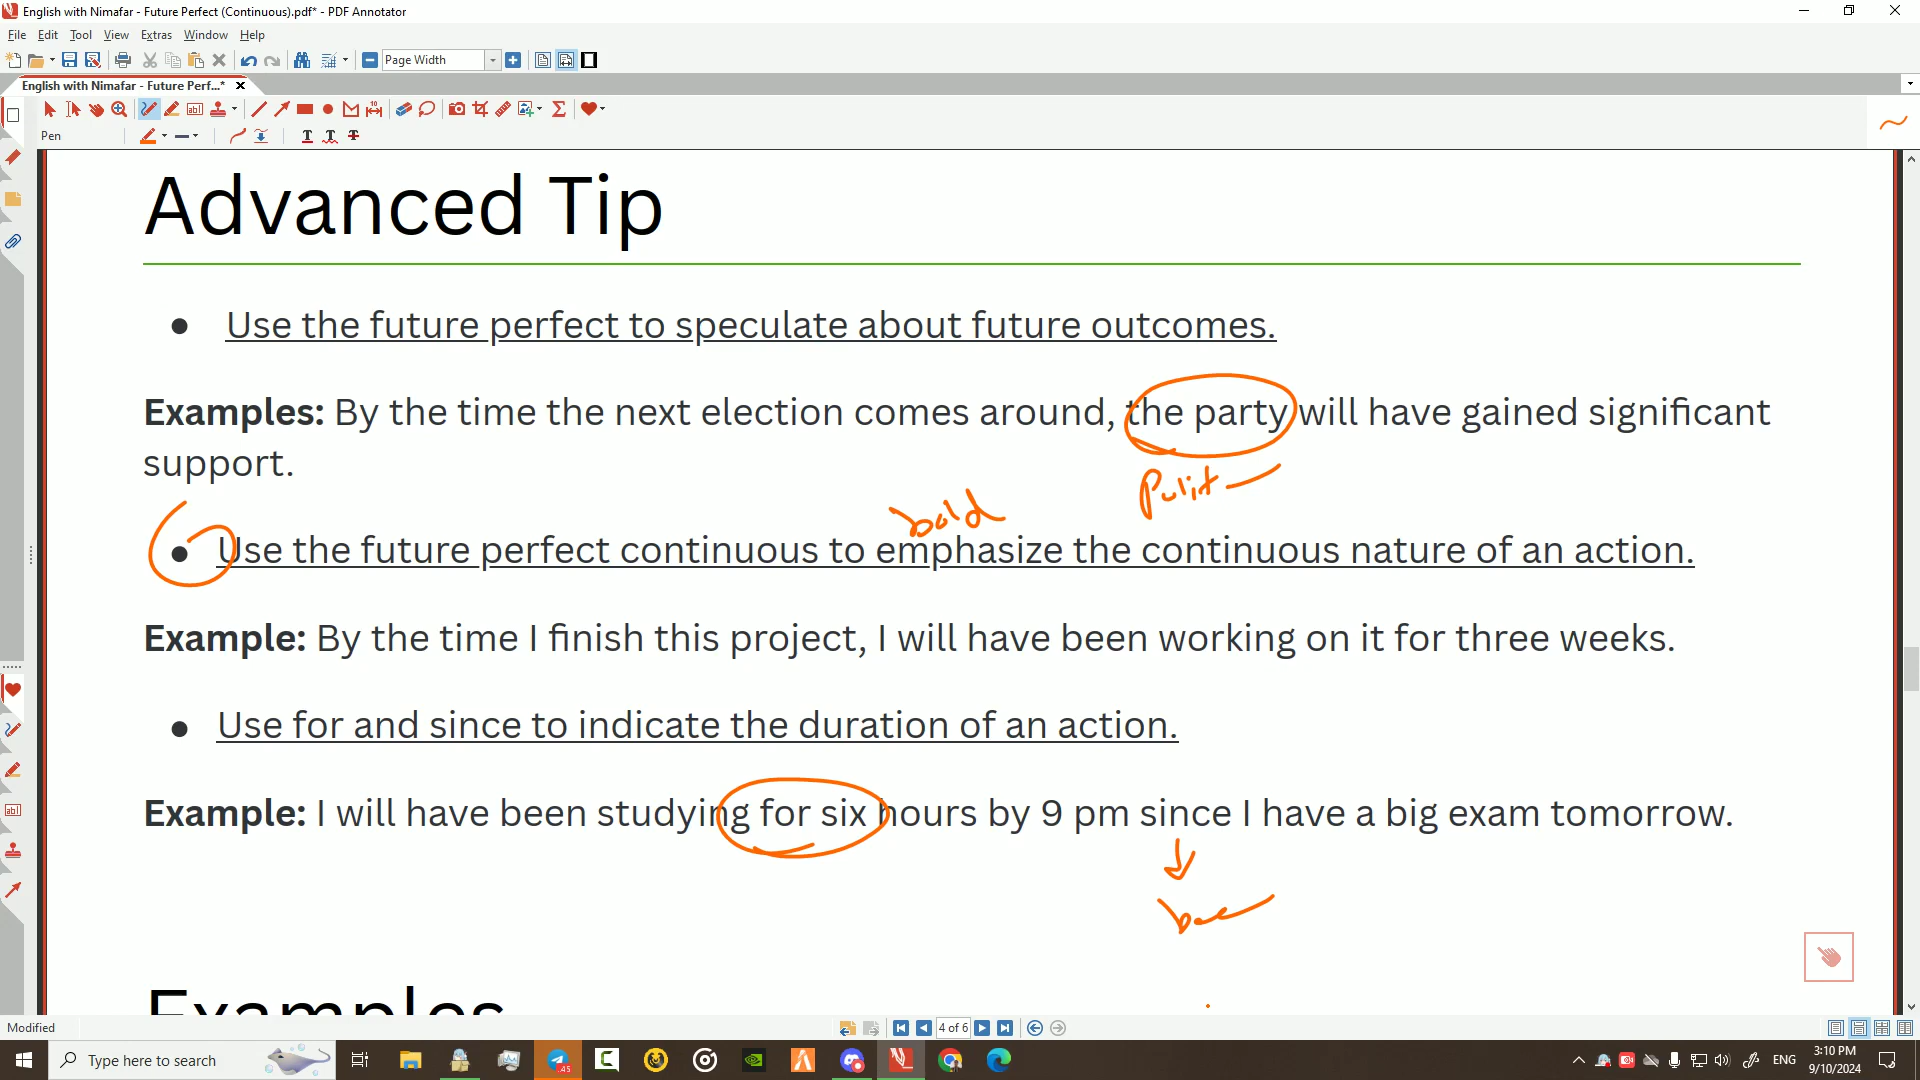 English with Nimafar - Future Perfect (Continuous).pdf* - PDF Annotator
File Edit Tool View Extras Window Help
Page Width
English with Nimafar - Future Perf...*
Pen
Advanced Tip
● Use the future perfect to speculate about future outcomes.
Examples: By the time the next election comes around, the party will have gained significant
support.
Polit
bold
● Use the future perfect continuous to emphasize the continuous nature of an action.
Example: By the time I finish this project, I will have been working on it for three weeks.
● Use for and since to indicate the duration of an action.
Example: I will have been studying for six hours by 9 pm since I have a big exam tomorrow.
Examples
Modified
4 of 6
Type here to search
ENG
3:10 PM
9/10/2024